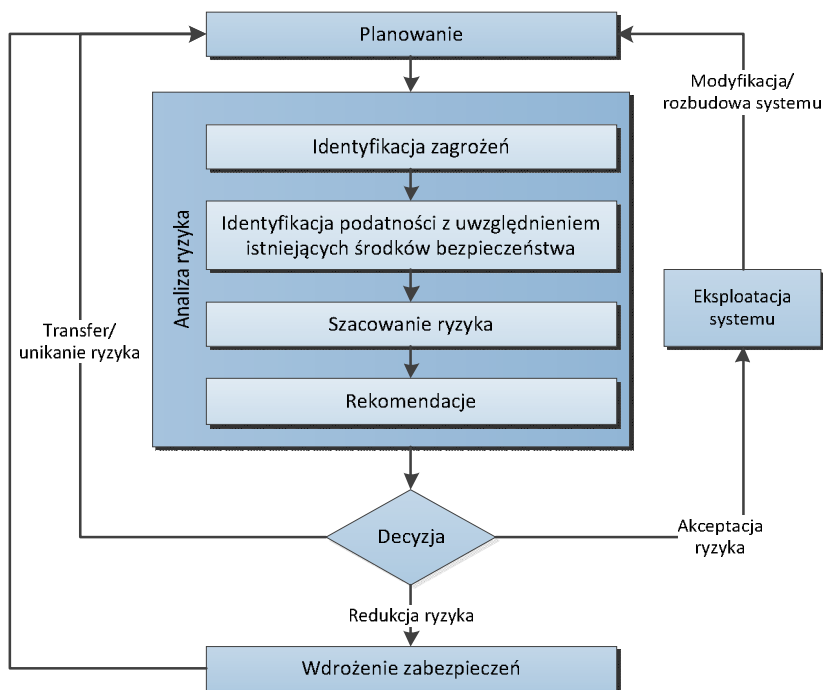 Planowanie
Modyfikacja/
rozbudowa systemu
Analiza ryzyka
Identyfikacja zagrożeń
Identyfikacja podatności z uwzględnieniem
istniejących środków bezpieczeństwa
Szacowanie ryzyka
Rekomendacje
Eksploatacja
systemu
Transfer/
unikanie ryzyka
Decyzja
Akceptacja
ryzyka
Redukcja ryzyka
Wdrożenie zabezpieczeń